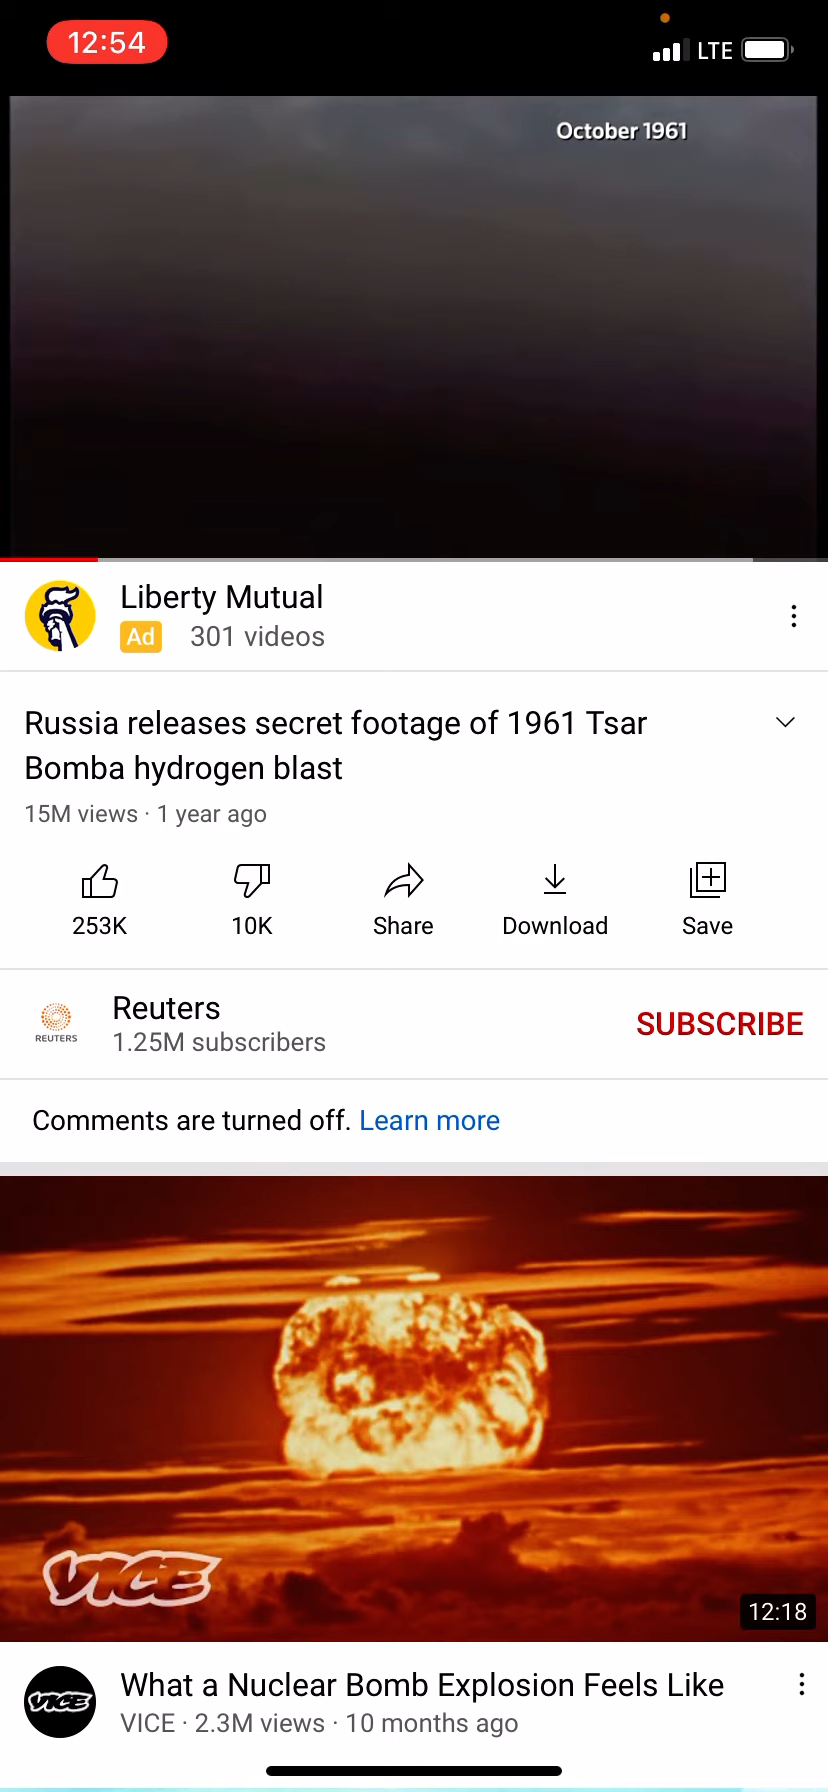 12:54
LTE
October 1961
Liberty Mutual
Ad 301 videos
Russia releases secret footage of 1961 Tsar
Bomba hydrogen blast
15M views · 1 year ago
253K 10K Share Download Save
REUTERS
Reuters
1.25M subscribers
SUBSCRIBE
Comments are turned off. Learn more
VICE
12:18
VICE
What a Nuclear Bomb Explosion Feels Like
VICE · 2.3M views · 10 months ago